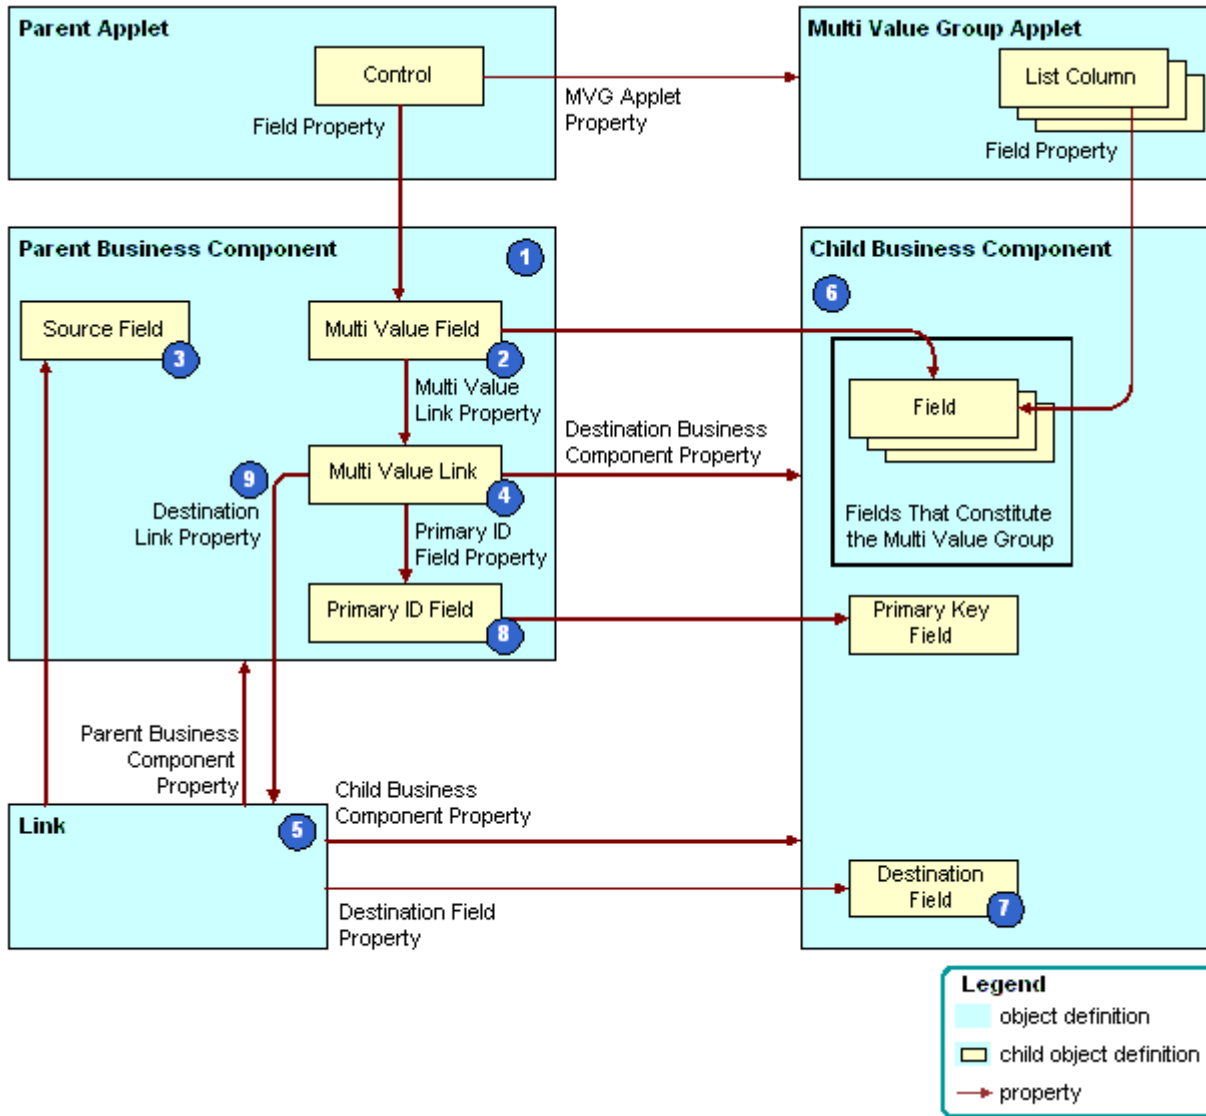 Parent Applet
Control
Field Property
MVG Applet
Property
Multi Value Group Applet
List Column
Field Property
Parent Business Component
1
Source Field
3
Multi Value Field
2
Multi Value
Link Property
Multi Value Link
4
9
Destination
Link Property
Primary ID
Field Property
Primary ID Field
8
Destination Business
Component Property
Child Business Component
6
Field
Fields That Constitute
the Multi Value Group
Primary Key
Field
Parent Business
Component
Property
Link
5
Child Business
Component Property
Destination Field
Property
Destination
Field
7
Legend
object definition
child object definition
property